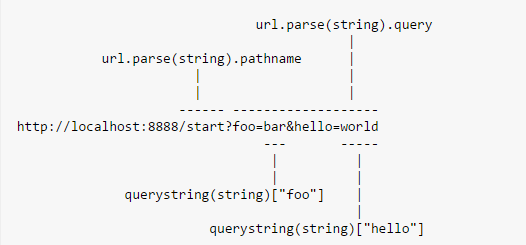 url.parse(string).query
url.parse(string).pathname
------ -------------------
http://localhost:8888/start?foo=bar&hello=world
--- -----
querystring(string)["foo"]
querystring(string)["hello"]